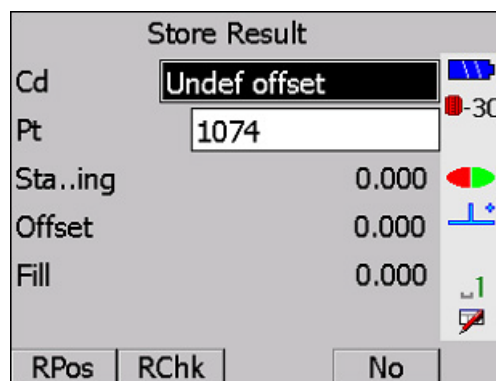 Store Result
Cd Undef offset
-30
Pt 1074
Sta..ing 0.000
Offset 0.000
Fill 0.000
1
RPos RChk No